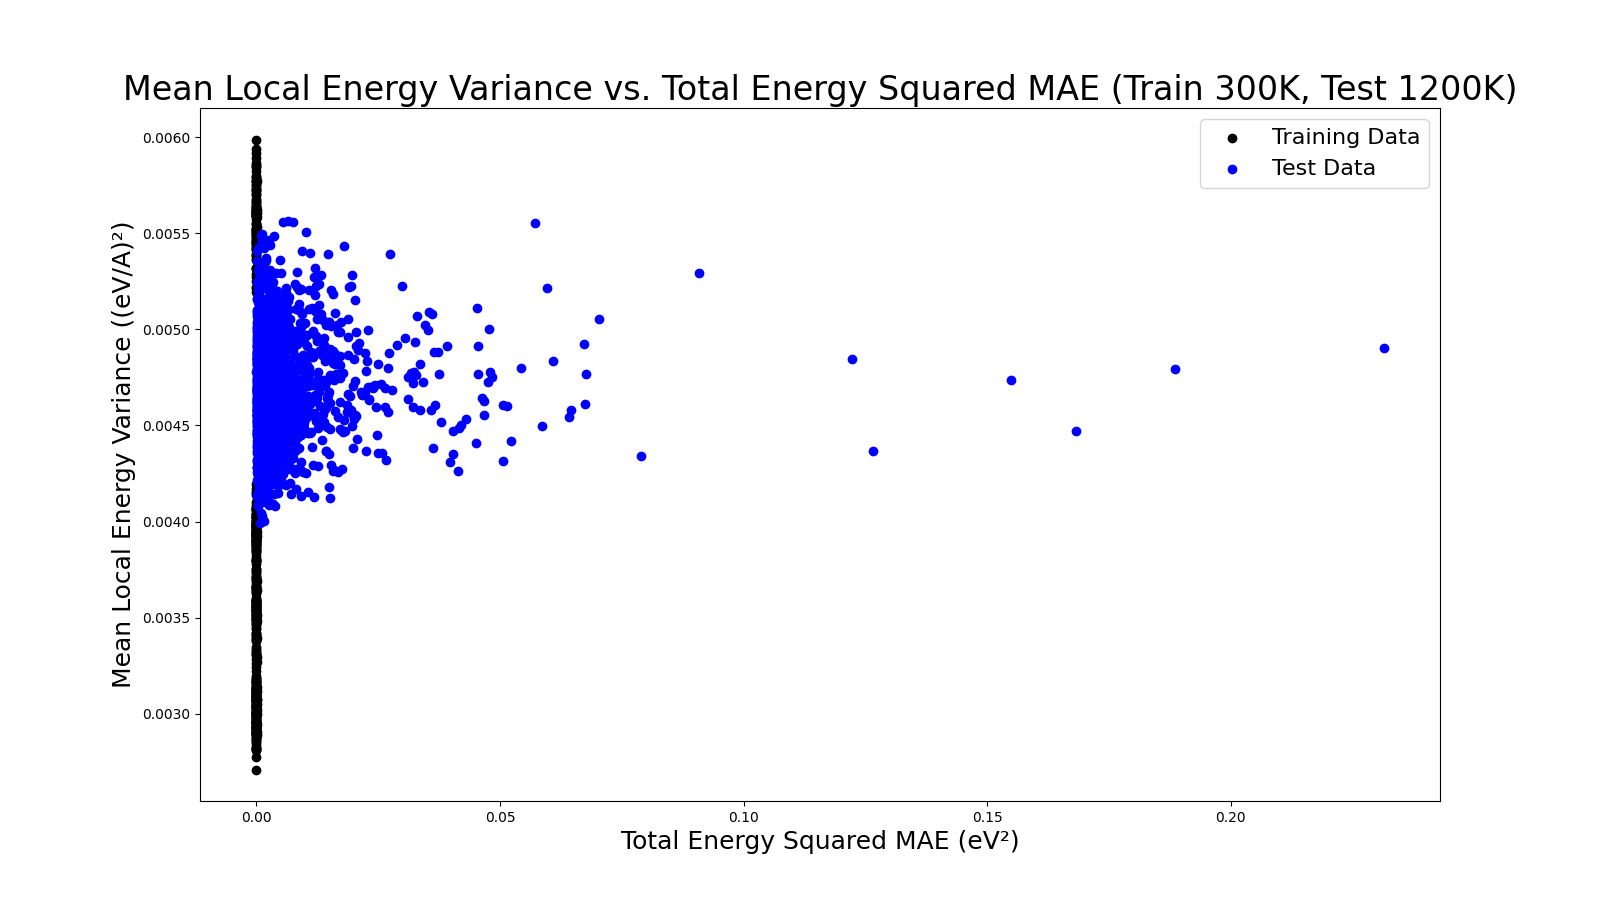 Mean Local Energy Variance vs. Total Energy Squared MAE (Train 300K, Test 1200K)
Training Data
Test Data
Mean Local Energy Variance ((eV/A)²)
0.0060
0.0055
0.0050
0.0045
0.0040
0.0035
0.0030
0.00 0.05 0.10 0.15 0.20
Total Energy Squared MAE (eV²)